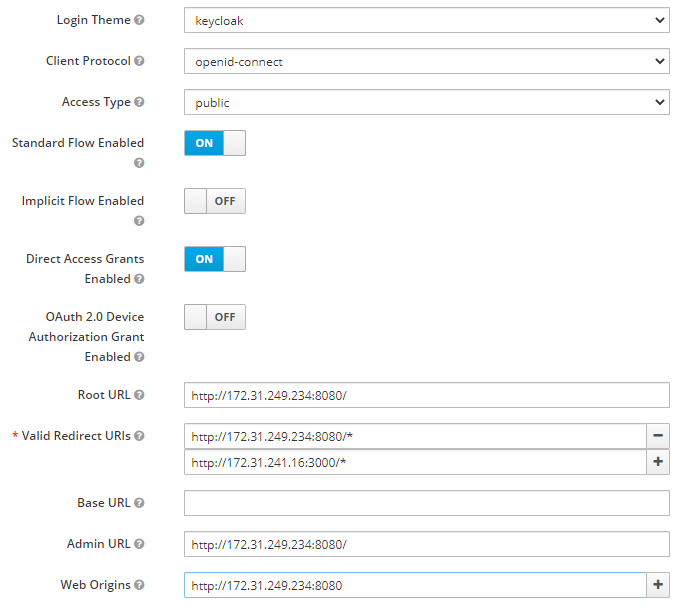 Login Theme
keycloak
Client Protocol
openid-connect
Access Type
public
Standard Flow Enabled
ON
Implicit Flow Enabled
OFF
Direct Access Grants
Enabled
ON
OAuth 2.0 Device
Authorization Grant
Enabled
OFF
Root URL
http://172.31.249.234:8080/
* Valid Redirect URIs
http://172.31.249.234:8080/*
http://172.31.241.16:3000/*
Base URL
Admin URL
http://172.31.249.234:8080/
Web Origins
http://172.31.249.234:8080